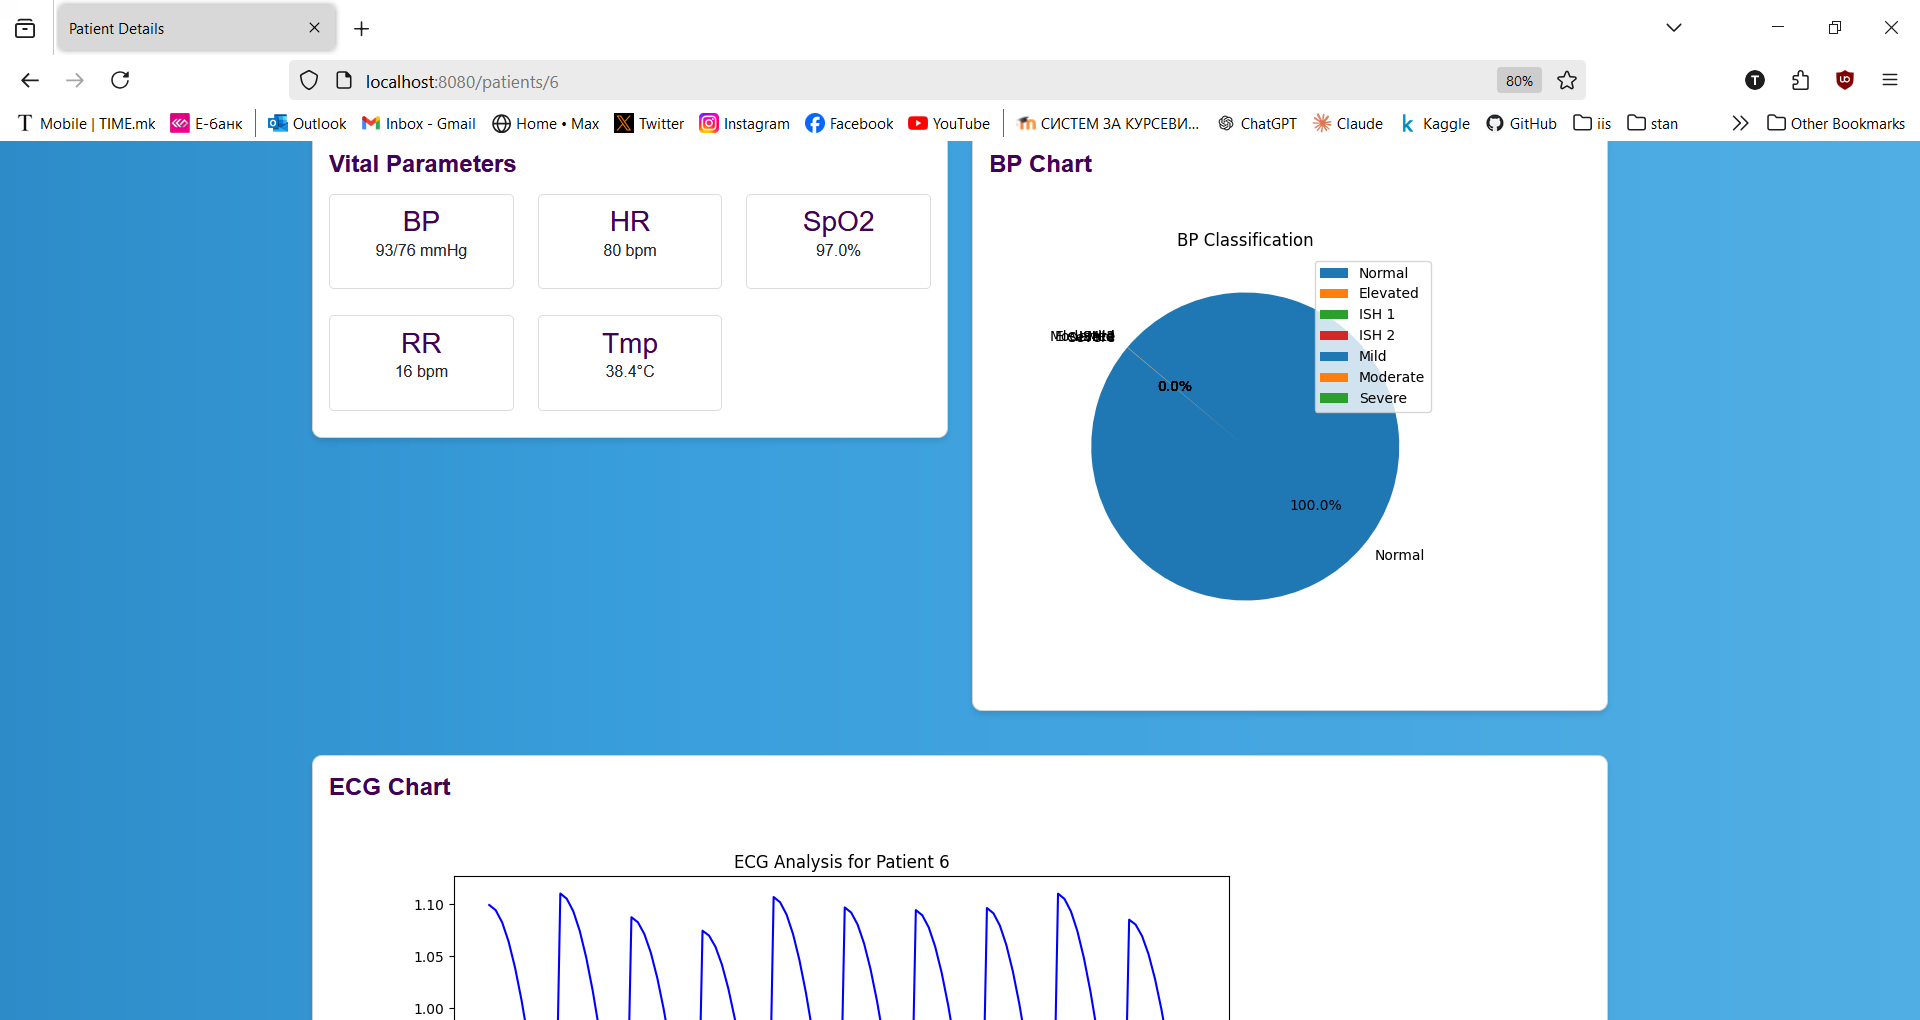 Patient Details
localhost:8080/patients/6
80%
T
T Mobile | TIME.mk
Е-банк
Outlook
Inbox - Gmail
Home • Max
Twitter
Instagram
Facebook
YouTube
СИСТЕМ ЗА КУРСЕВИ...
ChatGPT
Claude
Kaggle
GitHub
iis
stan
Other Bookmarks
Vital Parameters
BP
93/76 mmHg
HR
80 bpm
SpO2
97.0%
RR
16 bpm
Tmp
38.4°C
BP Chart
BP Classification
Normal
Elevated
ISH 1
ISH 2
Mild
Moderate
Severe
0.0%
100.0%
Normal
ECG Chart
ECG Analysis for Patient 6
1.10
1.05
1.00